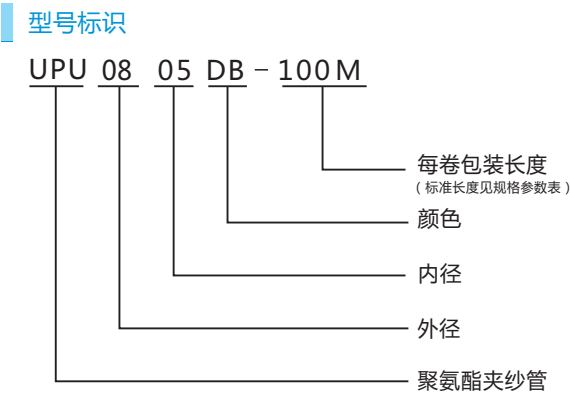 型号标识
UPU 08 05 DB-100M
每卷包装长度
(标准长度见规格参数表)
颜色
内径
外径
聚氨酯夹纱管